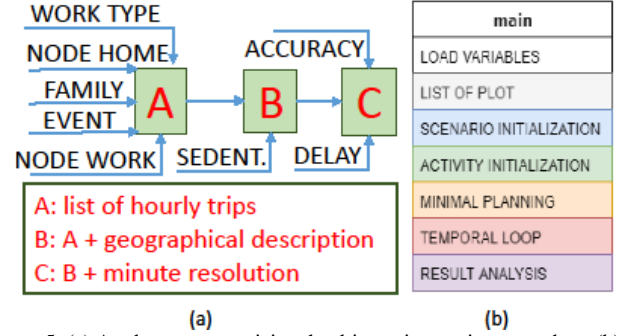 WORK TYPE
NODE HOME
FAMILY
EVENT
NODE WORK
A
SEDENT.
B
ACCURACY
DELAY
C
A: list of hourly trips
B: A + geographical description
C: B + minute resolution
(a)
main
LOAD VARIABLES
LIST OF PLOT
SCENARIO INITIALIZATION
ACTIVITY INITIALIZATION
MINIMAL PLANNING
TEMPORAL LOOP
RESULT ANALYSIS
(b)